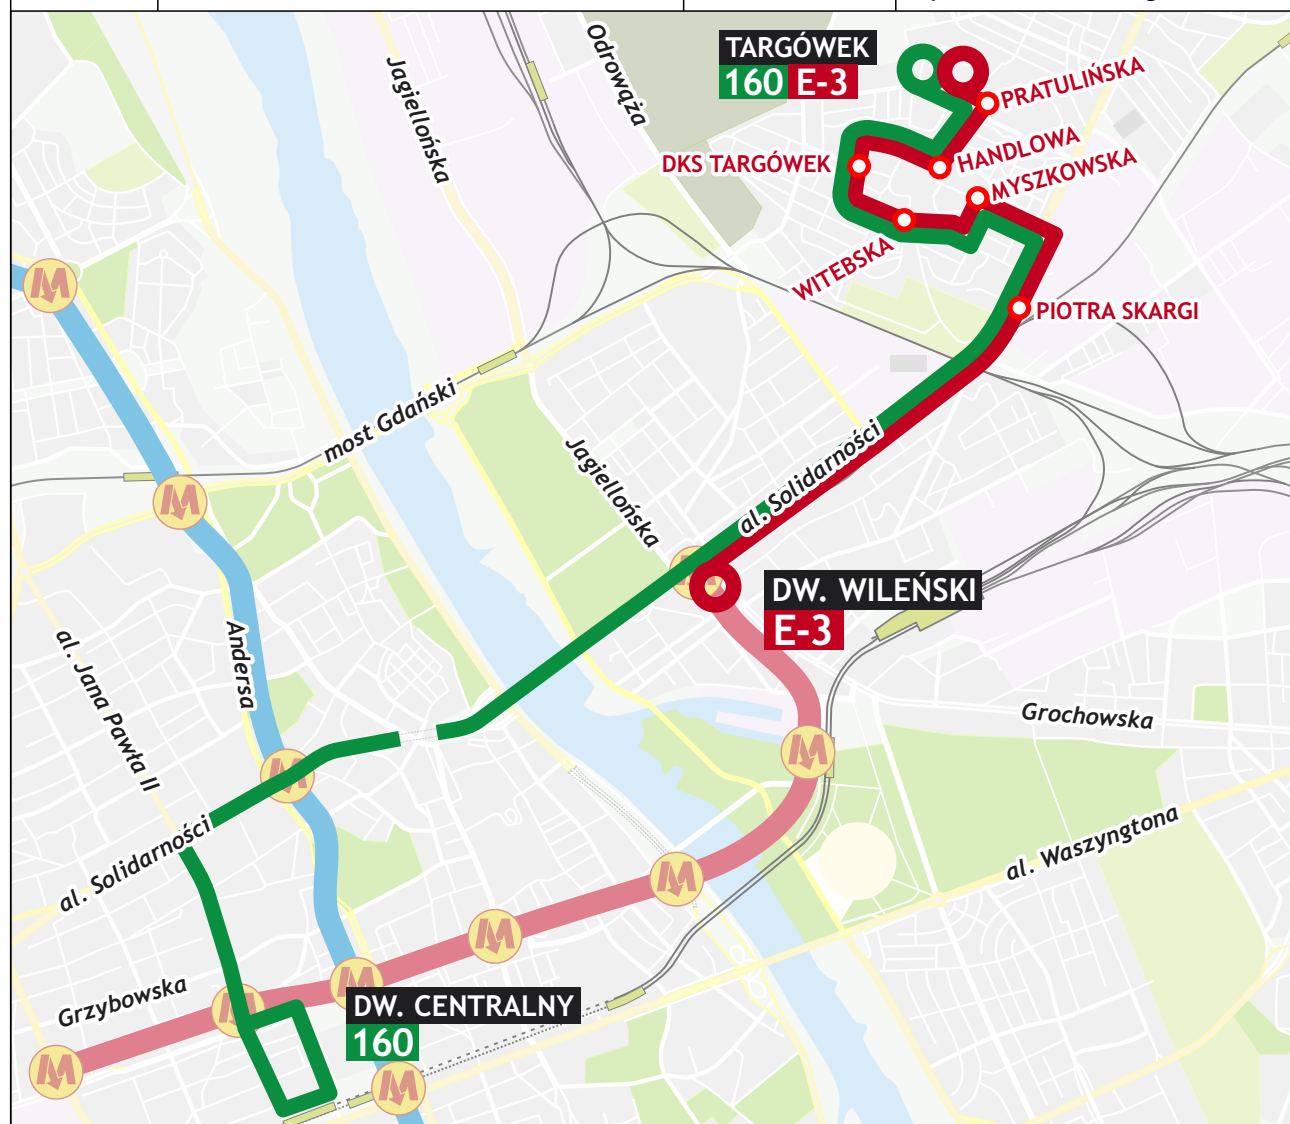 Odrowąża
Jagiellońska
TARGÓWEK
160 E-3
PRATULIŃSKA
HANDLOWA
DKS TARGÓWEK
MYSZKOWSKA
WITEBSKA
PIOTRA SKARGI
most Gdański
Jagiellońska
al. Solidarności
DW. WILEŃSKI
E-3
al. Jana Pawła II
Andersa
Grochowska
al. Solidarności
al. Waszyngtona
Grzybowska
DW. CENTRALNY
160
M
M
M
M
M
M
M
M
M
M